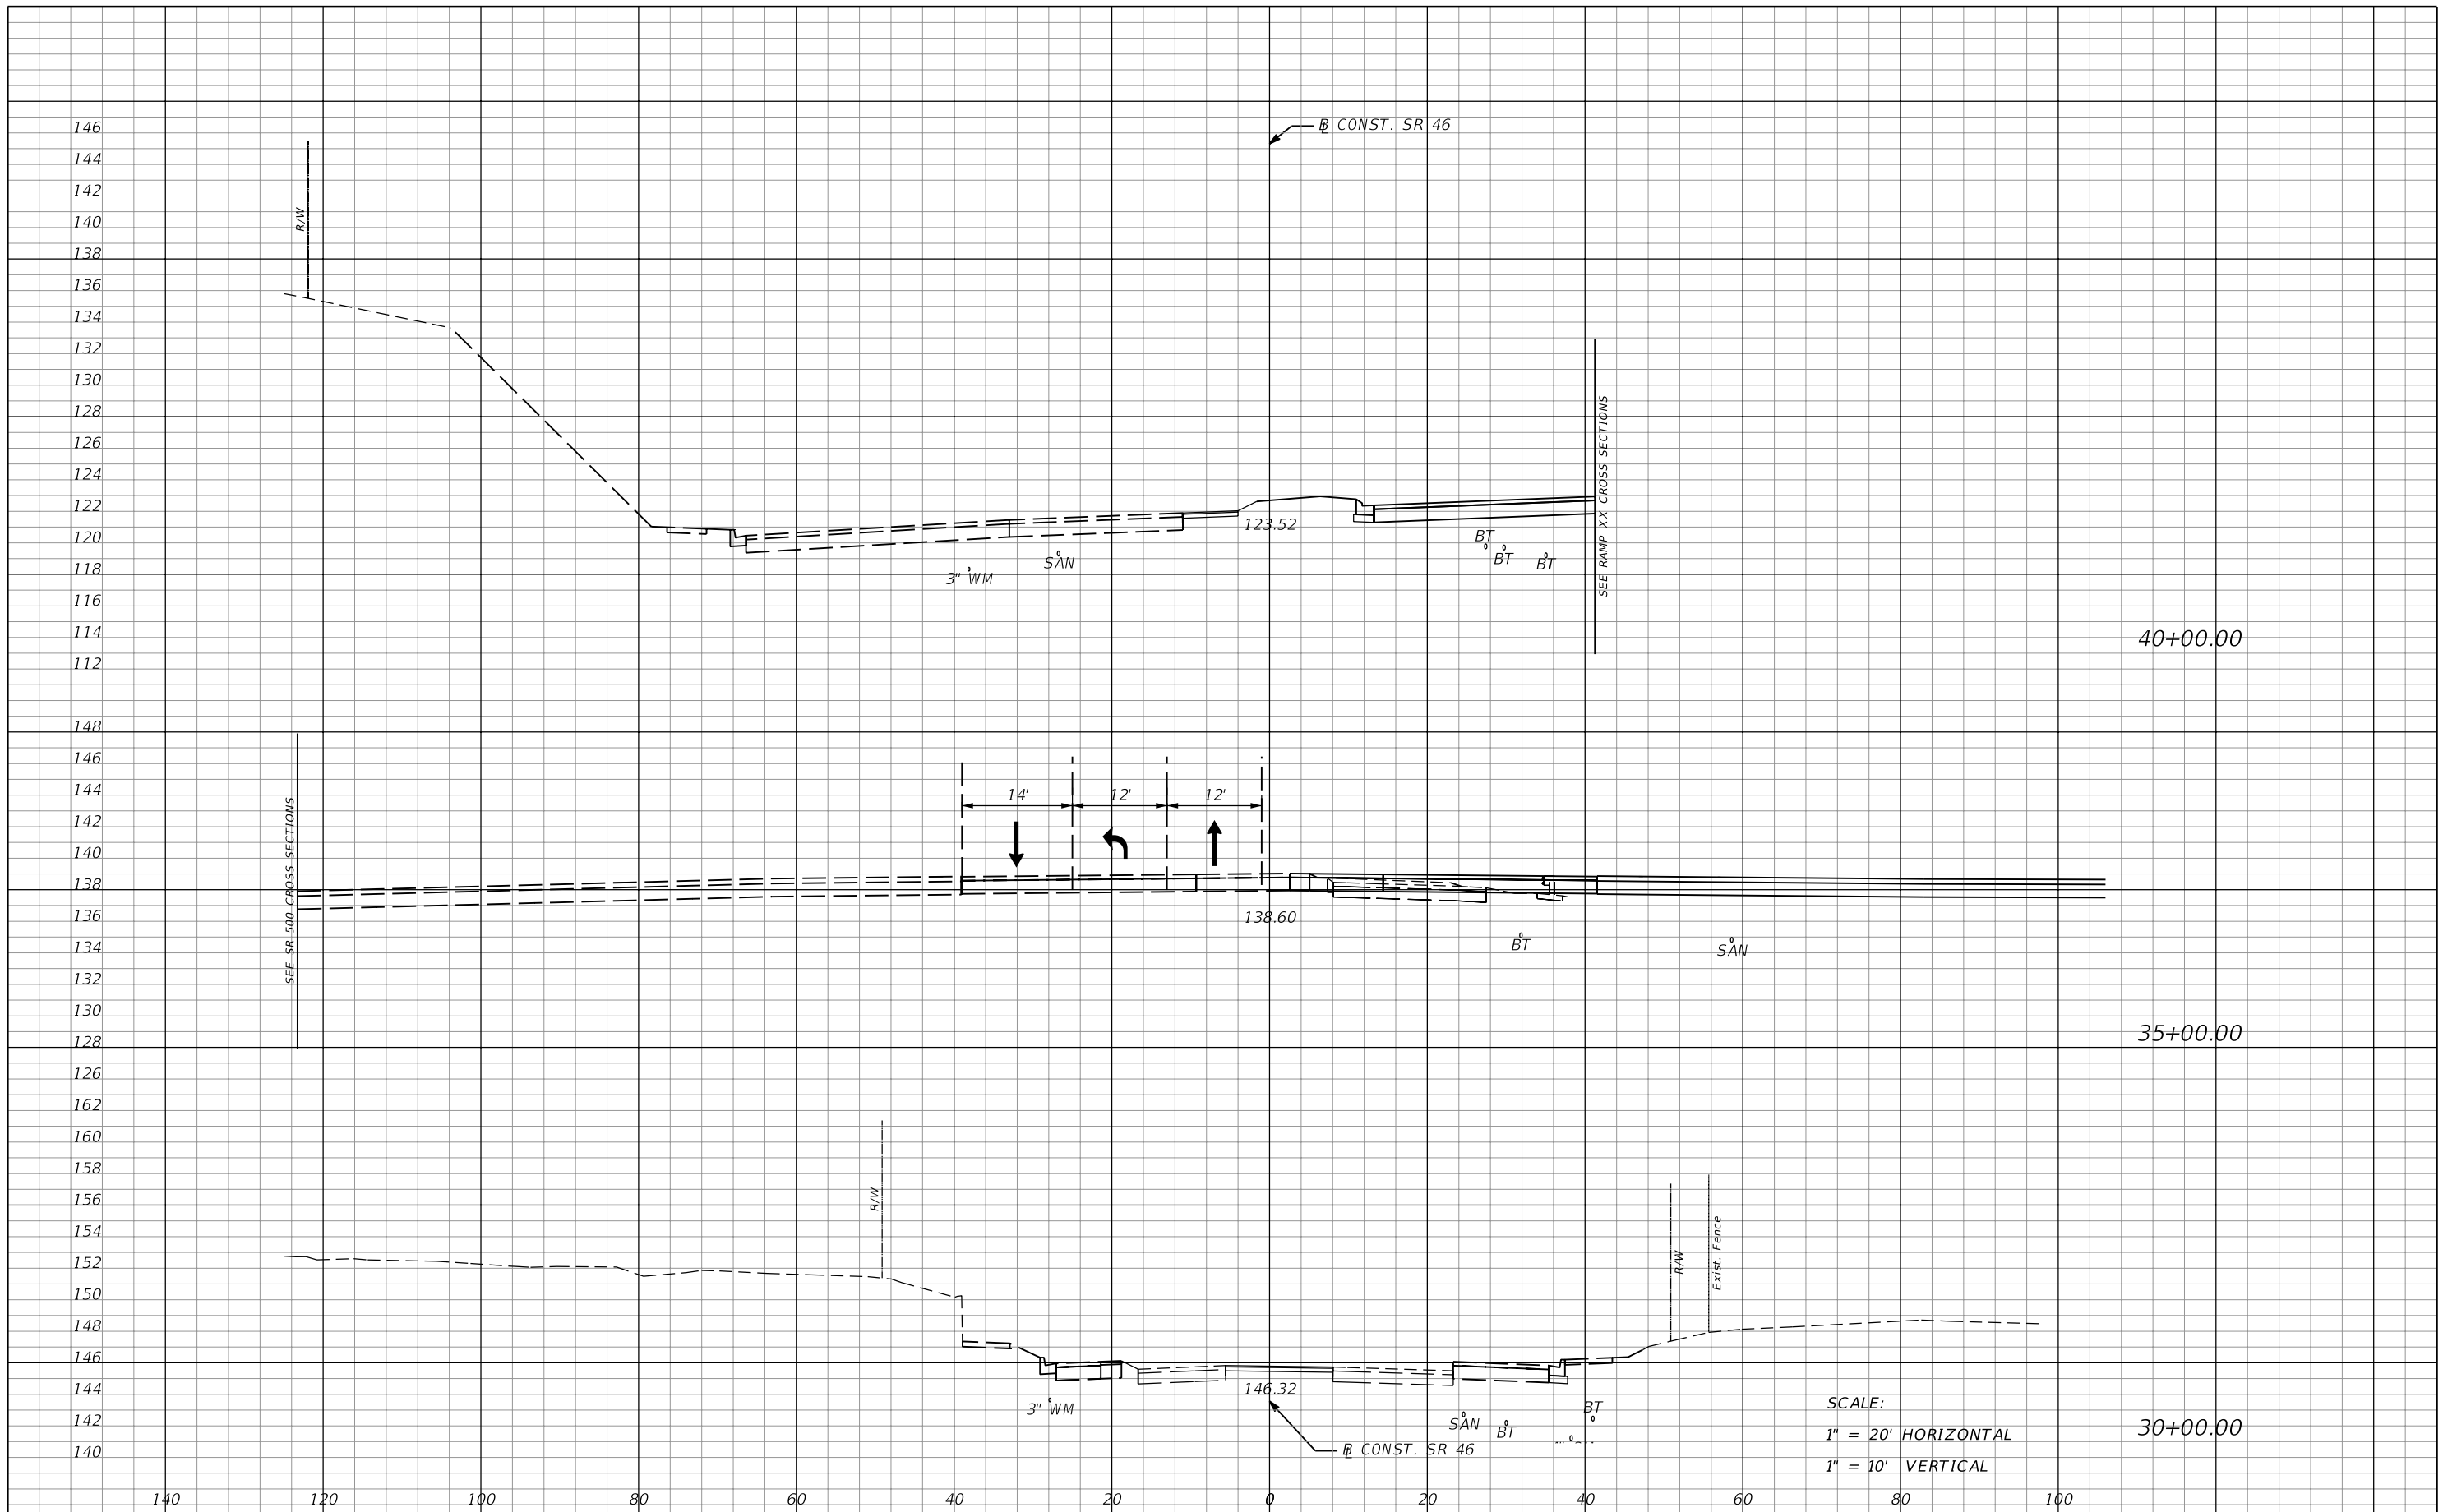 146
℄ CONST. SR 46
144
142
140
R/W
138
136
134
132
130
128
126
124
122
120
118
116
114
112
123.52
BT
BT
BT
SAN
3" WM
SEE RAMP XX CROSS SECTIONS
40+00.00
148
146
144
142
140
138
136
134
132
130
128
126
14'
12'
12'
SEE SR 500 CROSS SECTIONS
138.60
BT
SAN
35+00.00
162
160
158
156
154
152
150
148
146
144
142
140
R/W
R/W
Exist. Fence
146.32
3" WM
SAN
BT
BT
℄ CONST. SR 46
SCALE:
1" = 20' HORIZONTAL
1" = 10' VERTICAL
30+00.00
140 120 100 80 60 40 20 0 20 40 60 80 100